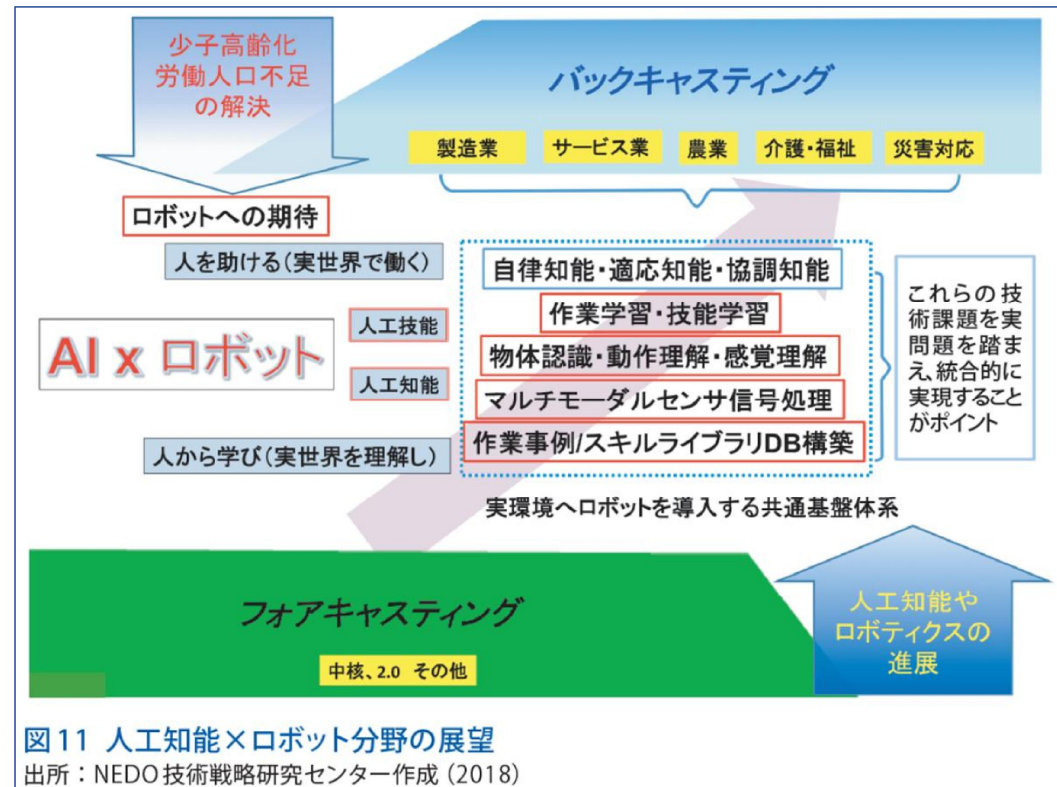 少子高齢化
労働人口不足
の解決
バックキャスティング
製造業
サービス業
農業
介護・福祉
災害対応
ロボットへの期待
人を助ける(実世界で働く)
AI x ロボット
人工技能
人工知能
人から学び(実世界を理解し)
自律知能・適応知能・協調知能
作業学習・技能学習
物体認識・動作理解・感覚理解
マルチモーダルセンサ信号処理
作業事例/スキルライブラリDB構築
これらの技
術課題を実
問題を踏ま
え、統合的に
実現すること
がポイント
実環境へロボットを導入する共通基盤体系
フォアキャスティング
中核、2.0 その他
人工知能や
ロボティクスの
進展
図11 人工知能×ロボット分野の展望
出所：NEDO技術戦略研究センター作成（2018）